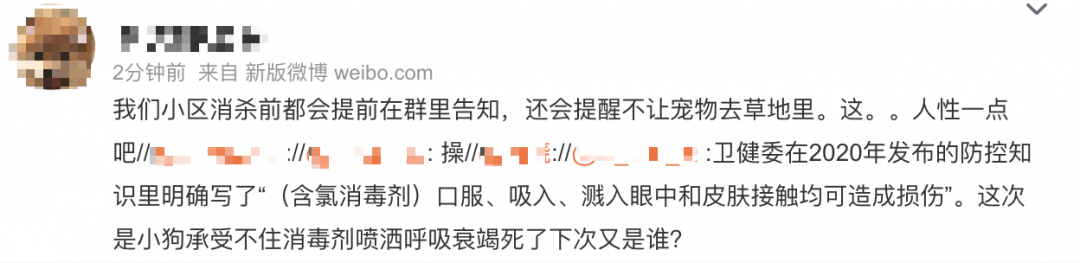 2分钟前 来自 新版微博 weibo.com
我们小区消杀前都会提前在群里告知，还会提醒不让宠物去草地里。这。。人性一点
吧//://: 操//://@:卫健委在2020年发布的防控知
识里明确写了“（含氯消毒剂）口服、吸入、溅入眼中和皮肤接触均可造成损伤”。这次
是小狗承受不住消毒剂喷洒呼吸衰竭死了下次又是谁？